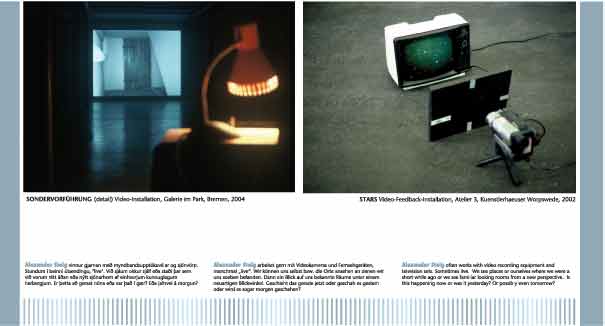 SONDERVORFÜHRUNG (detail) Video-Installation, Galerie im Park, Bremen, 2004
STARS Video-Feedback-Installation, Atelier 3, Kuenstlerhaeuser Worpswede, 2002
Alexander Steig vinnur gjarnan með myndbandsupptökuvél er og sjónvörp.
Stundum í beinni útsendingu, "live". Við sjáum okkur sjálf eða staði þar sem
við vorum rétt áðan eða nýtt sjónarhorn af einhverjum kunnuglegum
herbergjum. Er þetta að gerast núna eða var það í gær? Eða jafnvel á morgun?
Alexander Steig arbeitet gern mit Videokamera und Fernsehgeräten,
manchmal „live". Wir können uns selbst bzw. die Orte ansehen an denen wir
uns soeben befanden. Dann ein Blick auf uns bekannte Räume unter einem
neuartigen Blickwinkel. Geschieht das gerade jetzt oder geschah es gestern
oder wird es sogar morgen geschehen?
Alexander Steig often works with video recording equipment and
television sets. Sometimes live. We see places or ourselves where we were a
short while ago or we see familiar looking rooms from a new perspective. Is
this happening now or was it yesterday? Or possibly even tomorrow?